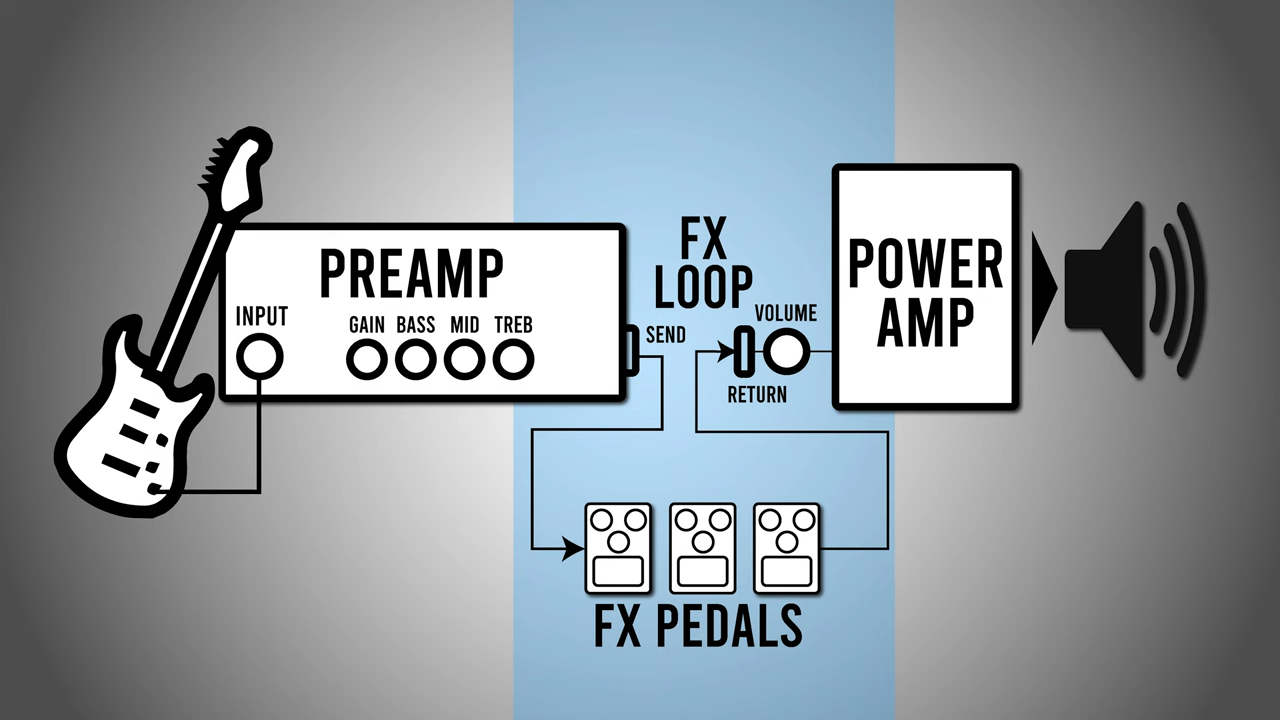 PREAMP
INPUT
GAIN BASS MID TREB
SEND
FX
LOOP
VOLUME
RETURN
POWER
AMP
FX PEDALS